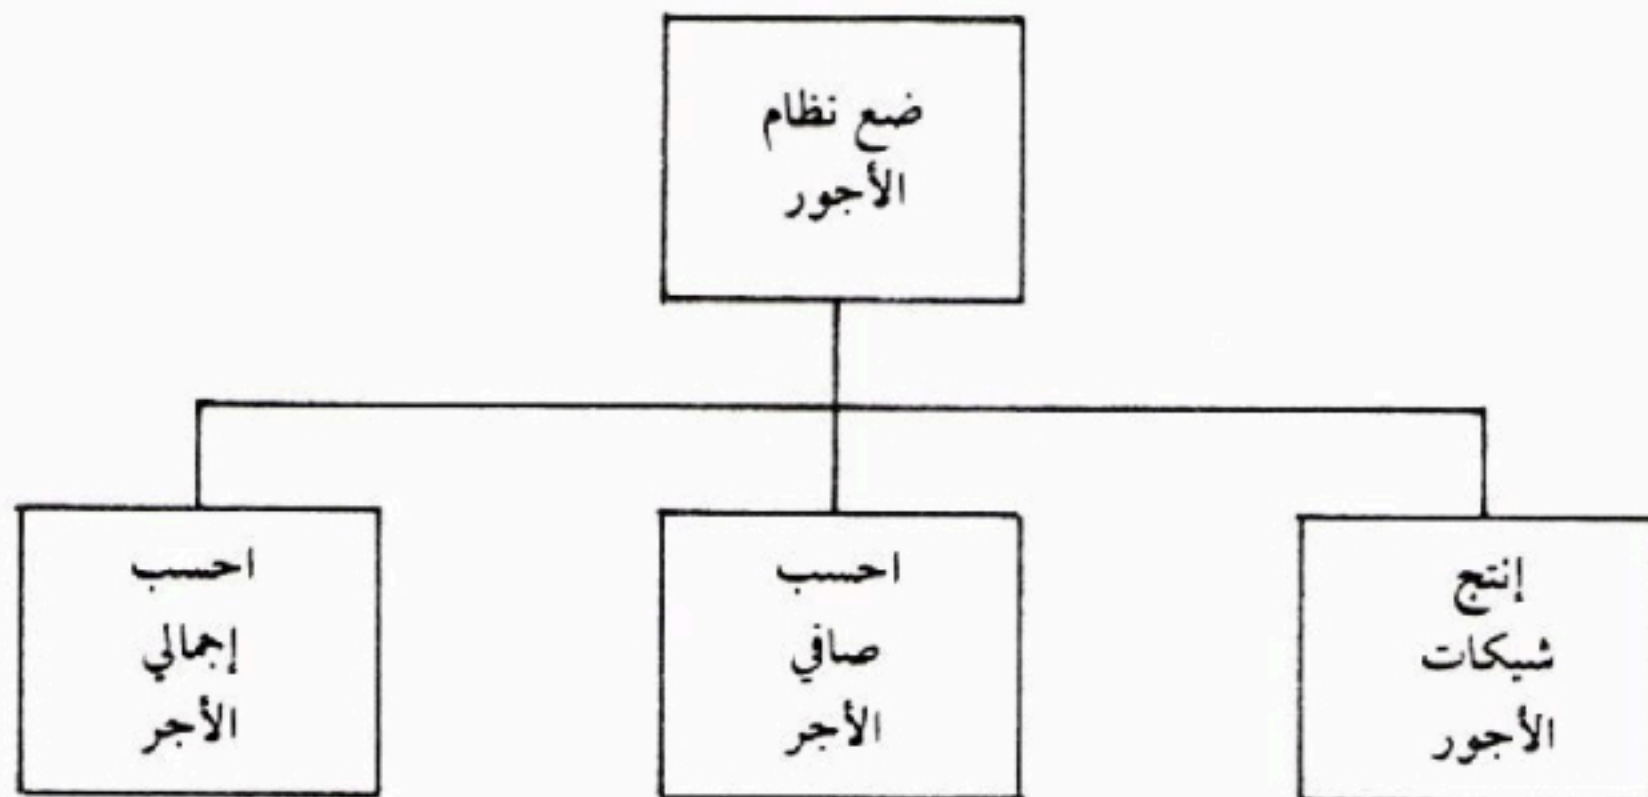 ضع نظام
الأجور
احسب
إجمالي
الأجر
احسب
صافي
الأجر
إنتج
شيكات
الأجور